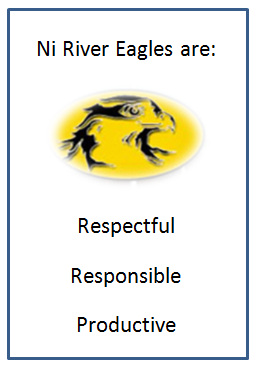 Ni River Eagles are:
Respectful
Responsible
Productive